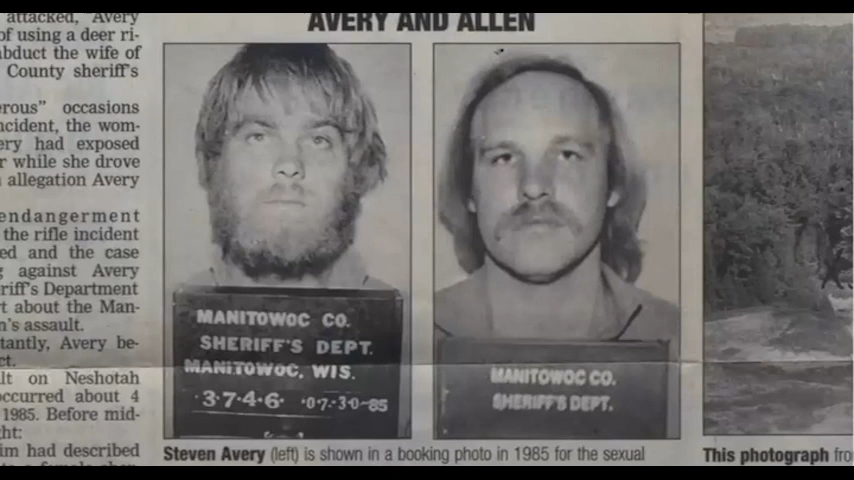 AVERY AND ALLEN
attacked, Avery
of using a deer ri-
abduct the wife of
County sheriff's
erous" occasions
ncident, the wom-
ery had exposed
r while she drove
allegation Avery
endangerment
the rifle incident
ed and the case
g against Avery
riff's Department
rt about the Man-
n's assault.
tantly, Avery be-
ct.
lt on Neshotah
occurred about 4
1985. Before mid-
ht:
im had described
MANITOWOC CO.
SHERIFF'S DEPT.
MANITOWOC, WIS.
3746 07-30-85
MANITOWOC CO.
SHERIFF'S DEPT.
Steven Avery (left) is shown in a booking photo in 1985 for the sexual
This photograph fro